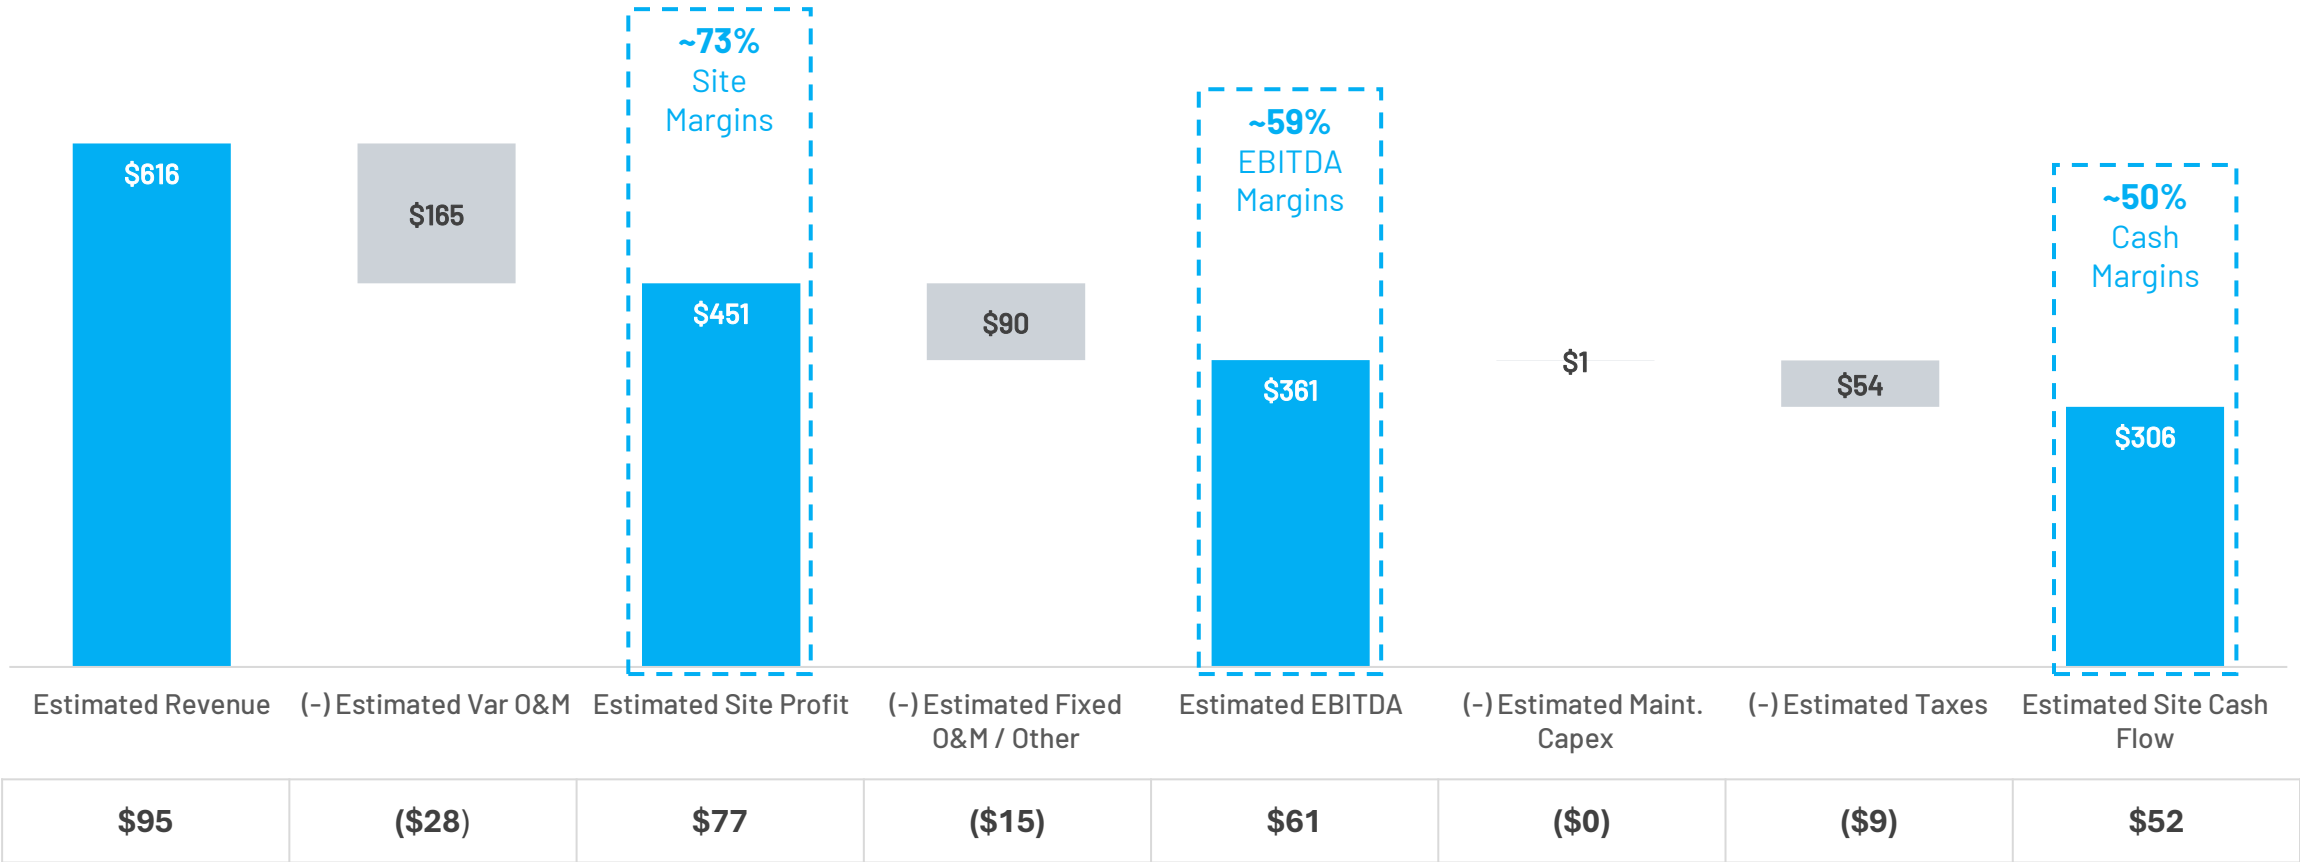 ~73%
Site
Margins
~59%
EBITDA
Margins
~50%
Cash
Margins
$616
$165
$451
$90
$361
$1
$54
$306
Estimated Revenue
(-) Estimated Var O&M
Estimated Site Profit
(-) Estimated Fixed
O&M / Other
Estimated EBITDA
(-) Estimated Maint.
Capex
(-) Estimated Taxes
Estimated Site Cash
Flow
$95
($28)
$77
($15)
$61
($0)
($9)
$52